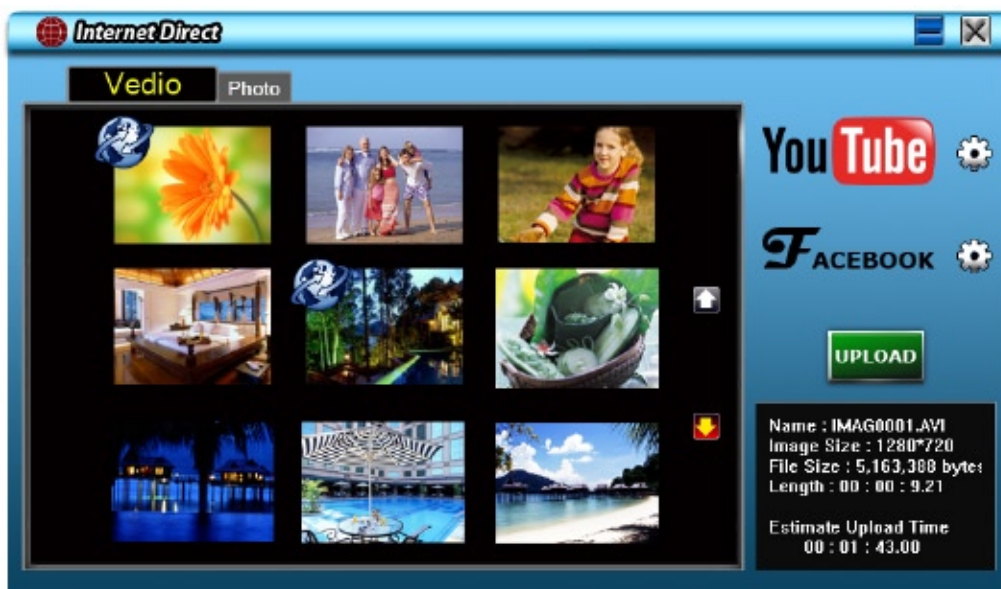 Internet Direct
Vedio
Photo
YouTube
FACEBOOK
UPLOAD
Name : IMAG0001.AVI
Image Size : 1280*720
File Size : 5,163,388 bytes
Length : 00 : 00 : 9.21
Estimate Upload Time
00 : 01 : 43.00